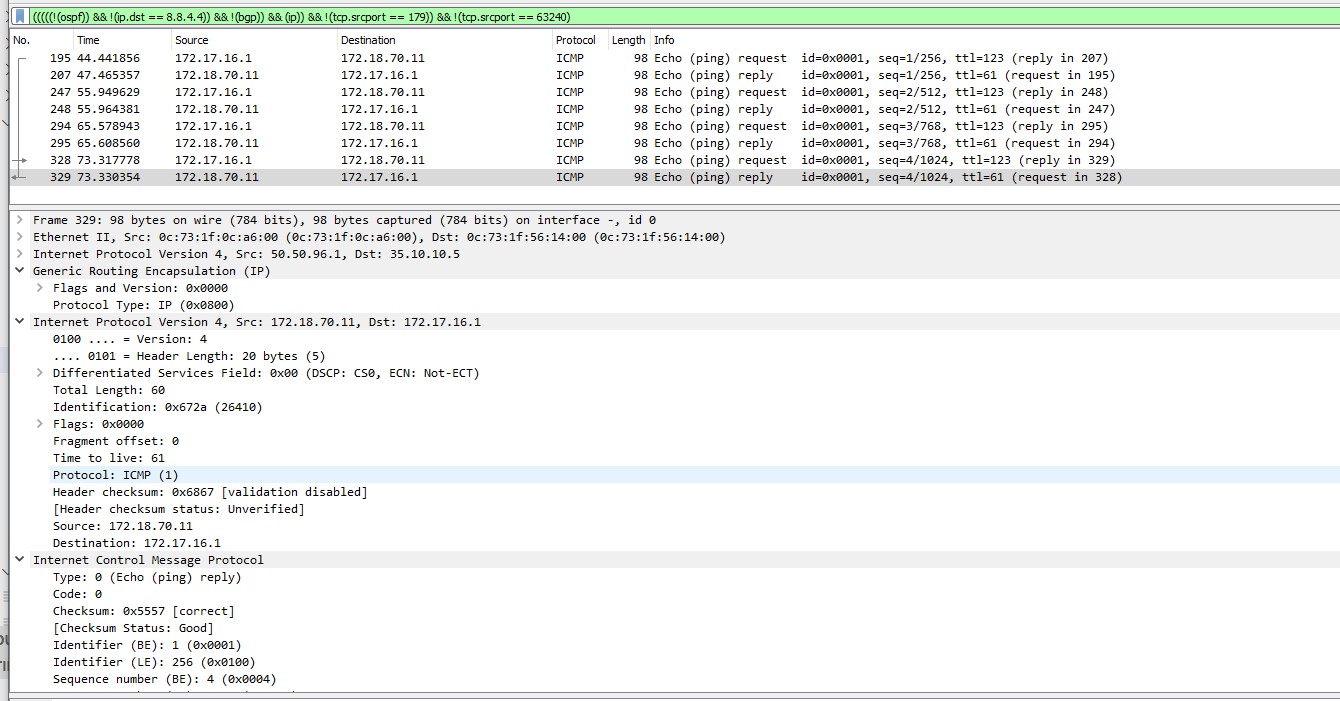 (((((!(ospf)) && !(ip.dst == 8.8.4.4)) && !(bgp)) && (ip)) && !(tcp.srcport == 179)) && !(tcp.srcport == 63240)
No. Time Source Destination Protocol Length Info
195 44.441856 172.17.16.1 172.18.70.11 ICMP 98 Echo (ping) request id=0x0001, seq=1/256, ttl=123 (reply in 207)
207 47.465357 172.18.70.11 172.17.16.1 ICMP 98 Echo (ping) reply id=0x0001, seq=1/256, ttl=61 (request in 195)
247 55.949629 172.17.16.1 172.18.70.11 ICMP 98 Echo (ping) request id=0x0001, seq=2/512, ttl=123 (reply in 248)
248 55.964381 172.18.70.11 172.17.16.1 ICMP 98 Echo (ping) reply id=0x0001, seq=2/512, ttl=61 (request in 247)
294 65.578943 172.17.16.1 172.18.70.11 ICMP 98 Echo (ping) request id=0x0001, seq=3/768, ttl=123 (reply in 295)
295 65.608560 172.18.70.11 172.17.16.1 ICMP 98 Echo (ping) reply id=0x0001, seq=3/768, ttl=61 (request in 294)
328 73.317778 172.17.16.1 172.18.70.11 ICMP 98 Echo (ping) request id=0x0001, seq=4/1024, ttl=123 (reply in 329)
329 73.330354 172.18.70.11 172.17.16.1 ICMP 98 Echo (ping) reply id=0x0001, seq=4/1024, ttl=61 (request in 328)
Frame 329: 98 bytes on wire (784 bits), 98 bytes captured (784 bits) on interface -, id 0
Ethernet II, Src: 0c:73:1f:0c:a6:00 (0c:73:1f:0c:a6:00), Dst: 0c:73:1f:56:14:00 (0c:73:1f:56:14:00)
Internet Protocol Version 4, Src: 50.50.96.1, Dst: 35.10.10.5
Generic Routing Encapsulation (IP)
Flags and Version: 0x0000
Protocol Type: IP (0x0800)
Internet Protocol Version 4, Src: 172.18.70.11, Dst: 172.17.16.1
0100 .... = Version: 4
.... 0101 = Header Length: 20 bytes (5)
Differentiated Services Field: 0x00 (DSCP: CS0, ECN: Not-ECT)
Total Length: 60
Identification: 0x672a (26410)
Flags: 0x0000
Fragment offset: 0
Time to live: 61
Protocol: ICMP (1)
Header checksum: 0x6867 [validation disabled]
[Header checksum status: Unverified]
Source: 172.18.70.11
Destination: 172.17.16.1
Internet Control Message Protocol
Type: 0 (Echo (ping) reply)
Code: 0
Checksum: 0x5557 [correct]
[Checksum Status: Good]
Identifier (BE): 1 (0x0001)
Identifier (LE): 256 (0x0100)
Sequence number (BE): 4 (0x0004)